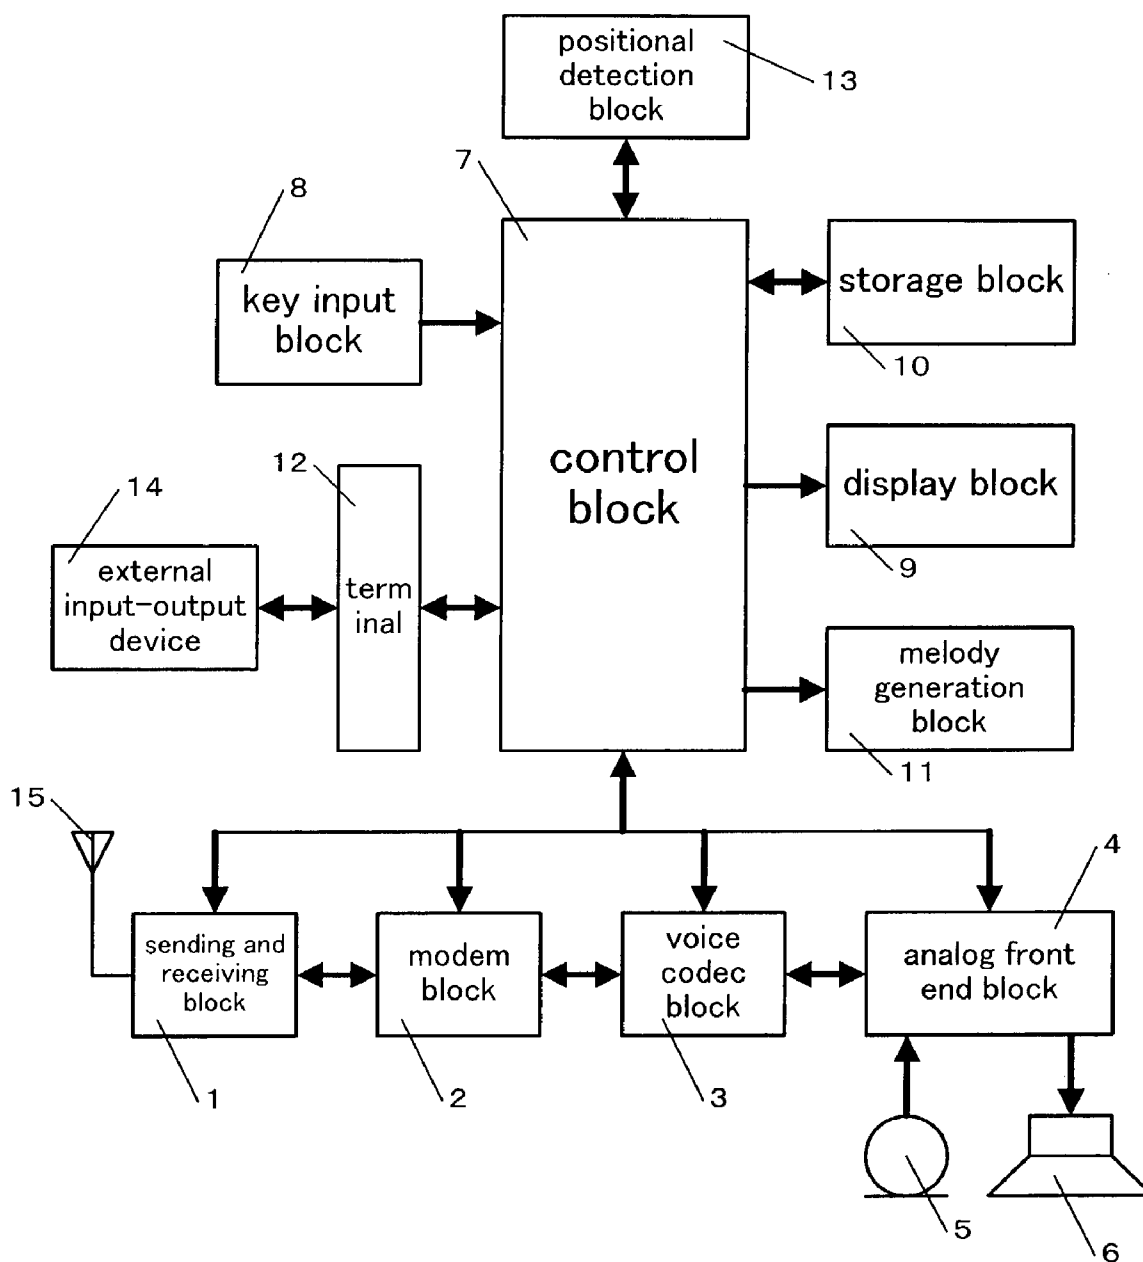 positional
detection
block
13
7
8
key input
block
storage block
10
control
block
12
14
display block
9
external
input-output
device
term
inal
melody
generation
block
11
15
4
sending and
receiving
block
modem
block
voice
codec
block
analog front
end block
1
2
3
5
6